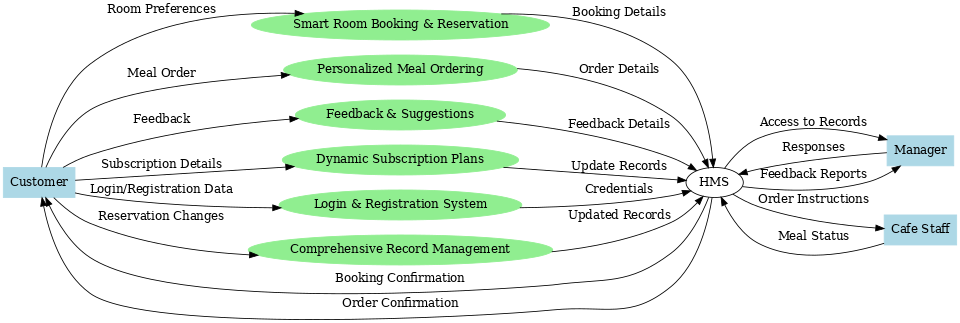 Room Preferences
Smart Room Booking & Reservation
Booking Details
Meal Order
Personalized Meal Ordering
Order Details
Feedback
Feedback & Suggestions
Feedback Details
Access to Records
Manager
Responses
Feedback Reports
Subscription Details
Dynamic Subscription Plans
Update Records
Customer
HMS
Login/Registration Data
Login & Registration System
Credentials
Order Instructions
Reservation Changes
Comprehensive Record Management
Updated Records
Cafe Staff
Meal Status
Booking Confirmation
Order Confirmation